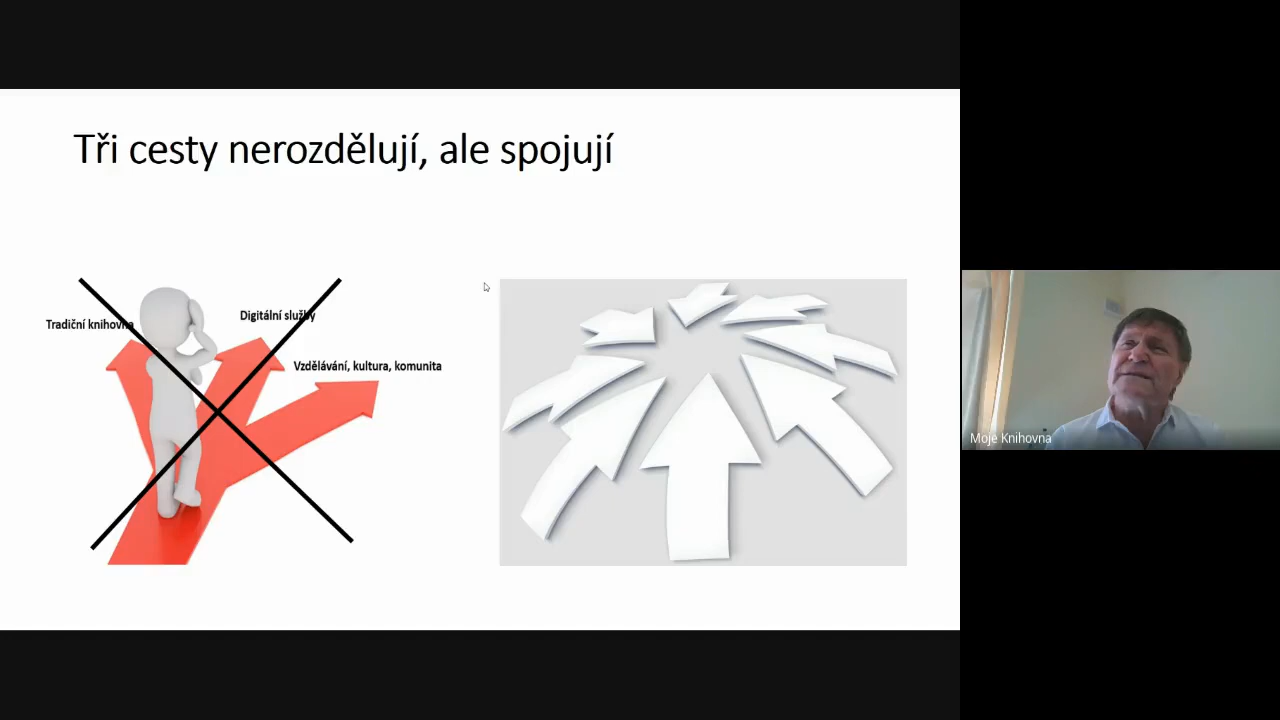 Tři cesty nerozdělují, ale spojují
Tradiční knihovna
Digitální služby
Vzdělávání, kultura, komunita
Moje Knihovna